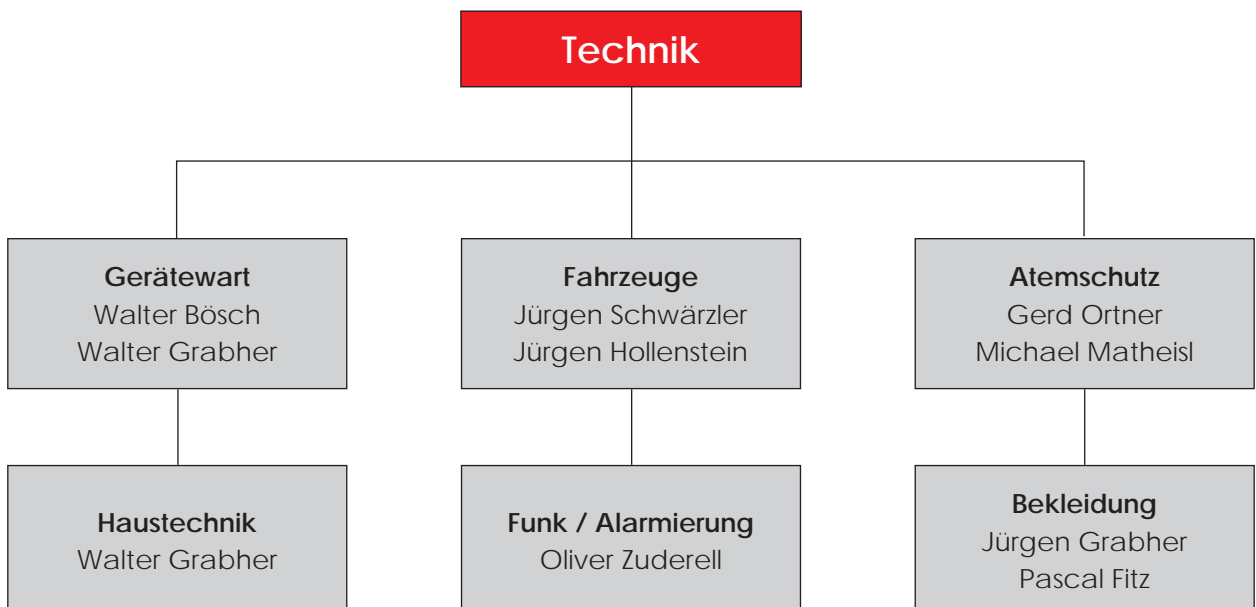 Technik
Gerätewart
Walter Bösch
Walter Grabher
Fahrzeuge
Jürgen Schwärzler
Jürgen Hollenstein
Atemschutz
Gerd Ortner
Michael Matheisl
Haustechnik
Walter Grabher
Funk / Alarmierung
Oliver Zuderell
Bekleidung
Jürgen Grabher
Pascal Fitz